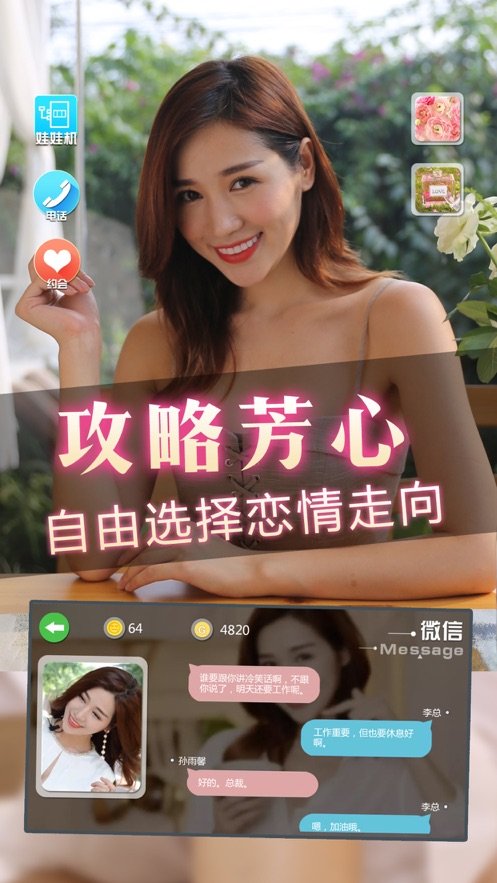 娃娃机
电话
LOVE
约会
攻略芳心
自由选择恋情走向
64
4820
微信
Message
谁要跟你讲冷笑话啊，不跟
你说了，明天还要工作呢。
李总
工作重要，但也要休息好
啊。
孙雨馨
好的。总裁。
李总
嗯，加油哦。